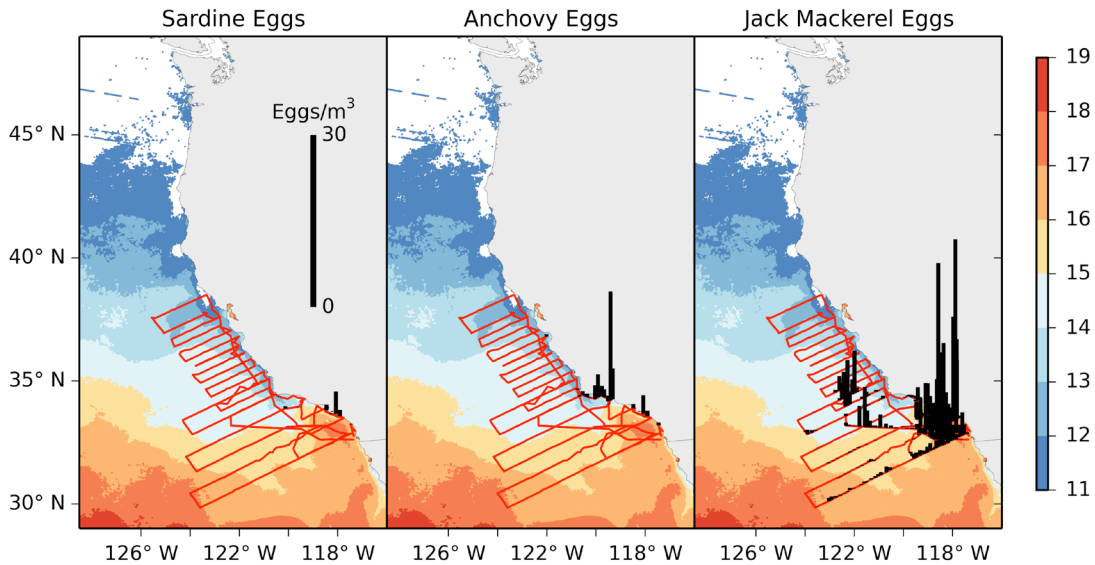 Sardine Eggs
Anchovy Eggs
Jack Mackerel Eggs
Eggs/m³
30
0
45° N
40° N
35° N
30° N
126° W 122° W 118° W
126° W 122° W 118° W
126° W 122° W 118° W
19
18
17
16
15
14
13
12
11